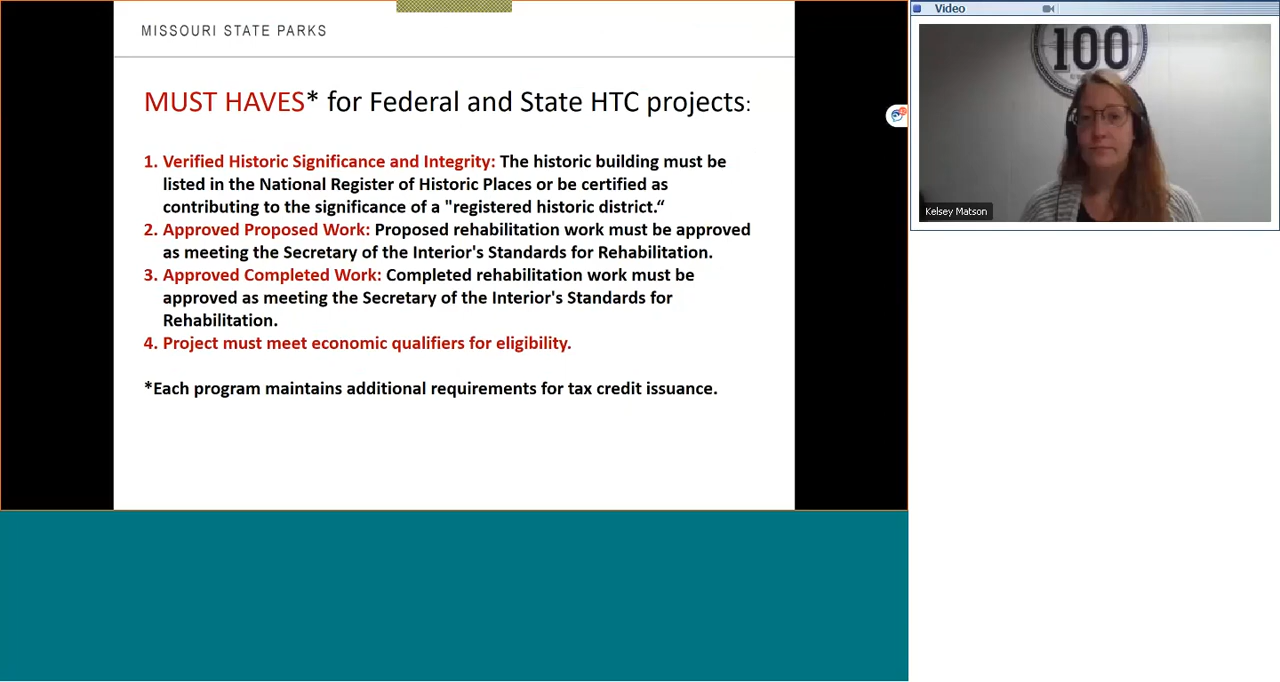 MISSOURI STATE PARKS
MUST HAVES* for Federal and State HTC projects:
1. Verified Historic Significance and Integrity: The historic building must be
listed in the National Register of Historic Places or be certified as
contributing to the significance of a "registered historic district.“
2. Approved Proposed Work: Proposed rehabilitation work must be approved
as meeting the Secretary of the Interior's Standards for Rehabilitation.
3. Approved Completed Work: Completed rehabilitation work must be
approved as meeting the Secretary of the Interior's Standards for
Rehabilitation.
4. Project must meet economic qualifiers for eligibility.
*Each program maintains additional requirements for tax credit issuance.
Video
100
Kelsey Matson